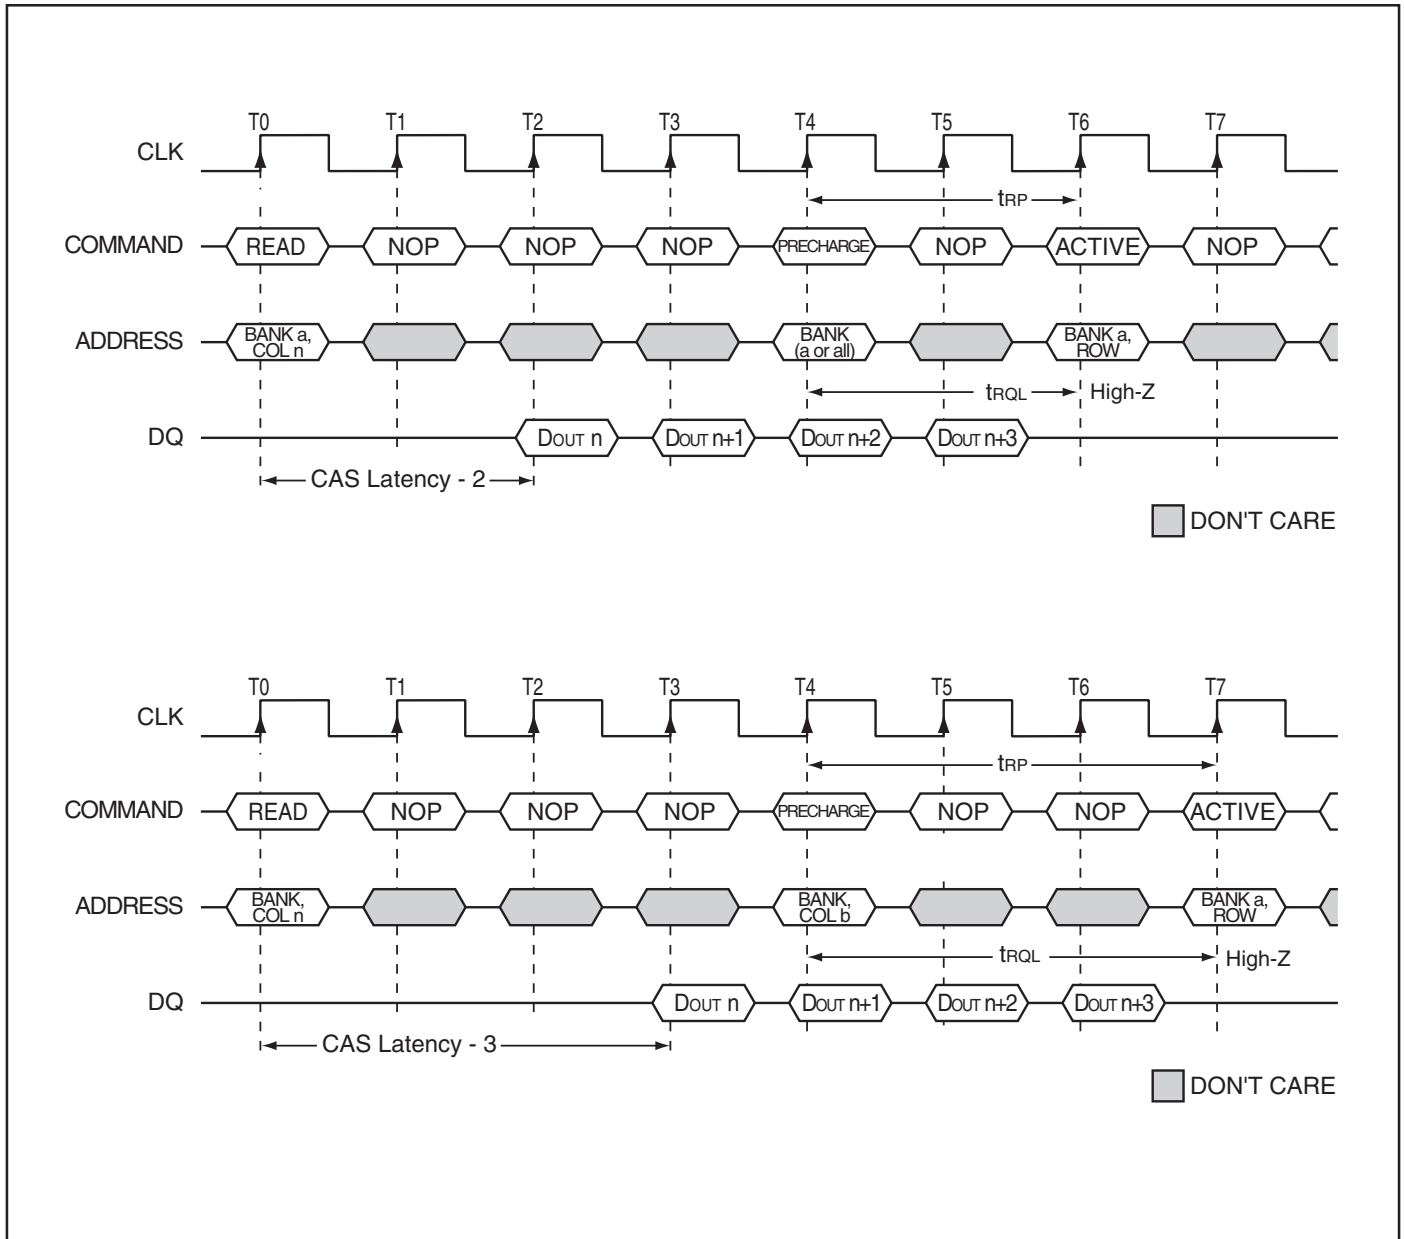 T0 T1 T2 T3 T4 T5 T6 T7
CLK
tRP
COMMAND READ NOP NOP NOP PRECHARGE NOP ACTIVE NOP
ADDRESS BANK a, COL n BANK (a or all) BANK a, ROW
tRQL High-Z
DQ DOUT n DOUT n+1 DOUT n+2 DOUT n+3
CAS Latency - 2
DON'T CARE
T0 T1 T2 T3 T4 T5 T6 T7
CLK
tRP
COMMAND READ NOP NOP NOP PRECHARGE NOP NOP ACTIVE
ADDRESS BANK, COL n BANK, COL b BANK a, ROW
tRQL High-Z
DQ DOUT n DOUT n+1 DOUT n+2 DOUT n+3
CAS Latency - 3
DON'T CARE